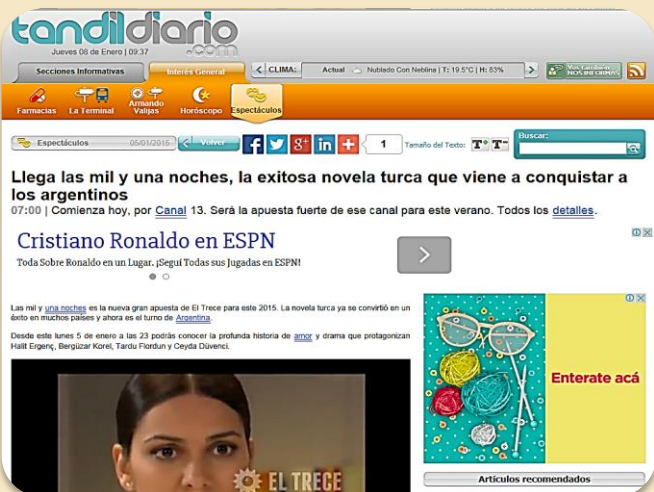 tandildiario
.com
Jueves 08 de Enero | 09:37
Secciones Informativas
Interés General
CLIMA:
Actual
Nublado Con Neblina | T: 19.5°C | H: 83%
Vos también
NOS INFORMAS
Farmacias
La Terminal
Armando
Valijas
Horóscopo
Espectáculos
Espectáculos
05/01/2015
Volver
1
Tamaño del Texto:
T+ T-
Buscar:
Llega las mil y una noches, la exitosa novela turca que viene a conquistar a
los argentinos
07:00 | Comienza hoy, por Canal 13. Será la apuesta fuerte de ese canal para este verano. Todos los detalles.
Cristiano Ronaldo en ESPN
Toda Sobre Ronaldo en un Lugar. ¡Seguí Todas sus Jugadas en ESPN!
Las mil y una noches es la nueva gran apuesta de El Trece para este 2015. La novela turca ya se convirtió en un
éxito en muchos países y ahora es el turno de Argentina.
Desde este lunes 5 de enero a las 23 podrás conocer la profunda historia de amor y drama que protagonizan
Halit Ergenç, Bergüzar Korel, Tardu Flordun y Ceyda Düvenci.
Enterate acá
EL TRECE
Artículos recomendados